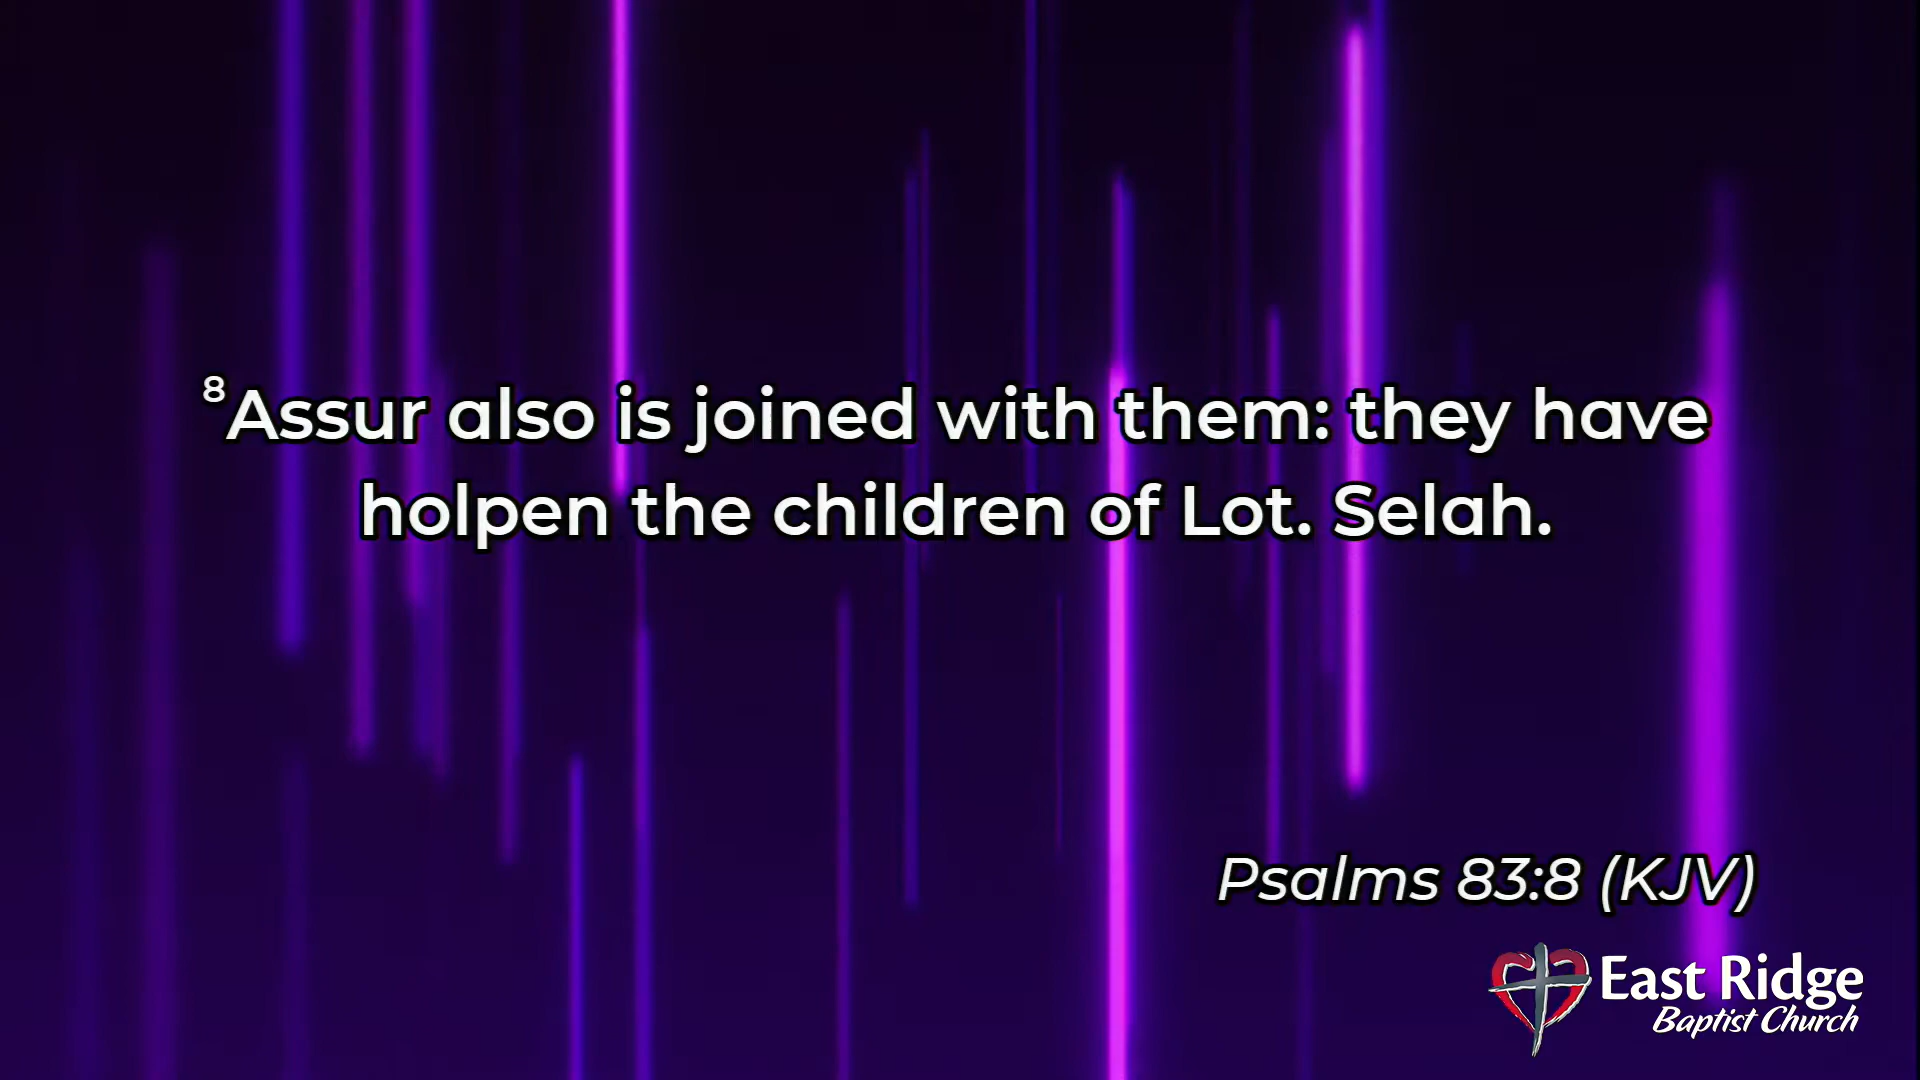 ⁸Assur also is joined with them: they have
holpen the children of Lot. Selah.
Psalms 83:8 (KJV)
East Ridge
Baptist Church